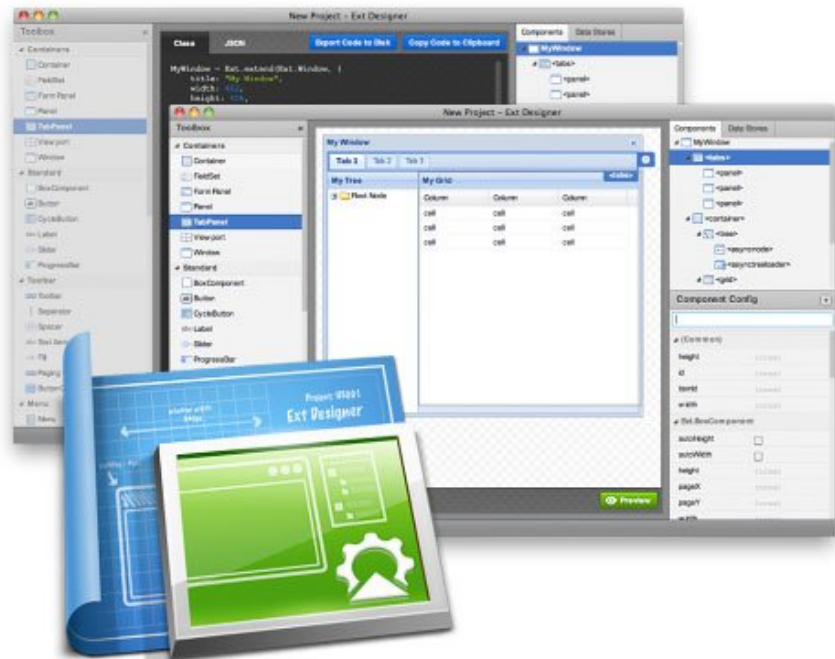 New Project - Ext Designer
Toolbox
Containers
Container
FieldSet
Form Panel
Panel
TabPanel
Viewport
Window
Standard
BoxComponent
Button
CycleButton
Label
Slider
ProgressBar
Toolbar
Toolbar
Separator
Spacer
Fill
Paging
Menu
Menu
Class JSON
Export Code to Disk Copy Code to Clipboard
MyWindow = Ext.extend(Ext.Window, {
title: "My Window",
width:
height:
Components Data Stores
MyWindow
<tabs>
<panel>
<panel>
New Project - Ext Designer
Toolbox
Containers
Container
FieldSet
Form Panel
Panel
TabPanel
Viewport
Window
Standard
BoxComponent
Button
CycleButton
Label
Slider
ProgressBar
My Window
Tab 1 Tab 2 Tab 3
<tabs>
My Tree My Grid
Root Node
Column Column Column
cell cell cell
cell cell cell
cell cell cell
Preview
Components Data Stores
MyWindow
<tabs>
<panel>
<panel>
<panel>
<container>
<tree>
<asyncnode>
<asynctreeloader>
<grid>
Component Config
(Common)
height
id
itemId
width
Ext.BoxComponent
autoHeight
autoWidth
height
pageX
pageY
width
Project: US001
Ext Designer